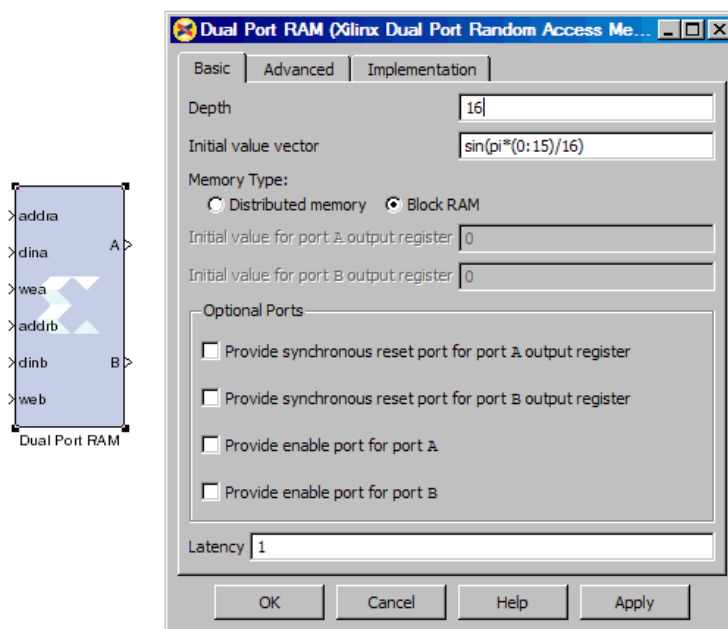 Dual Port RAM (Xilinx Dual Port Random Access Me...
Basic
Advanced
Implementation
Depth
16
Initial value vector
sin(pi*(0:15)/16)
Memory Type:
Distributed memory
Block RAM
Initial value for port A output register
0
Initial value for port B output register
0
Optional Ports
Provide synchronous reset port for port A output register
Provide synchronous reset port for port B output register
Provide enable port for port A
Provide enable port for port B
Latency
1
OK
Cancel
Help
Apply
addra
dina
A
wea
addrb
dinb
B
web
Dual Port RAM